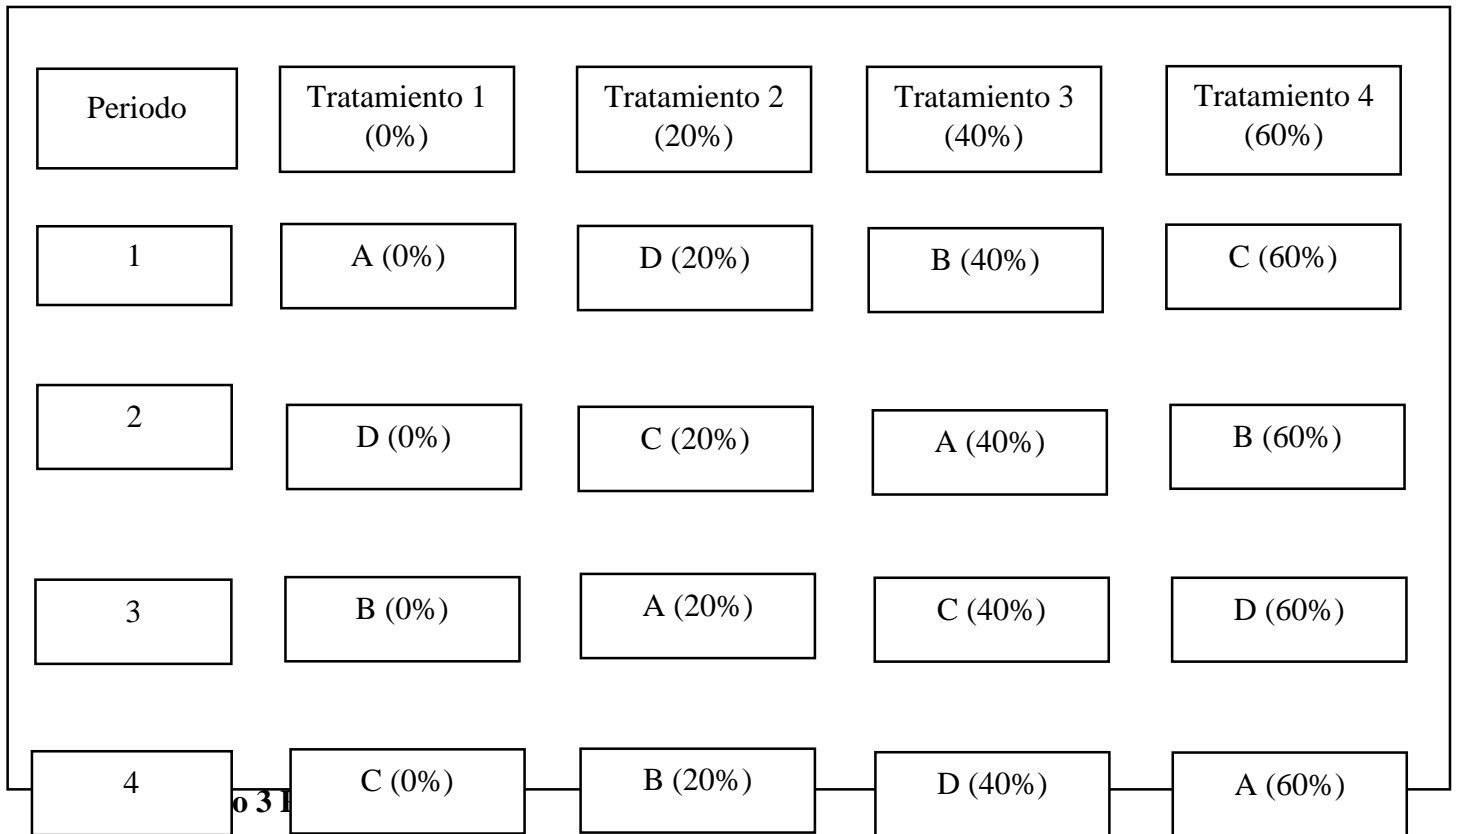 Periodo
Tratamiento 1
(0%)
Tratamiento 2
(20%)
Tratamiento 3
(40%)
Tratamiento 4
(60%)
1
A (0%)
D (20%)
B (40%)
C (60%)
2
D (0%)
C (20%)
A (40%)
B (60%)
3
B (0%)
A (20%)
C (40%)
D (60%)
4
C (0%)
B (20%)
D (40%)
A (60%)
o 3